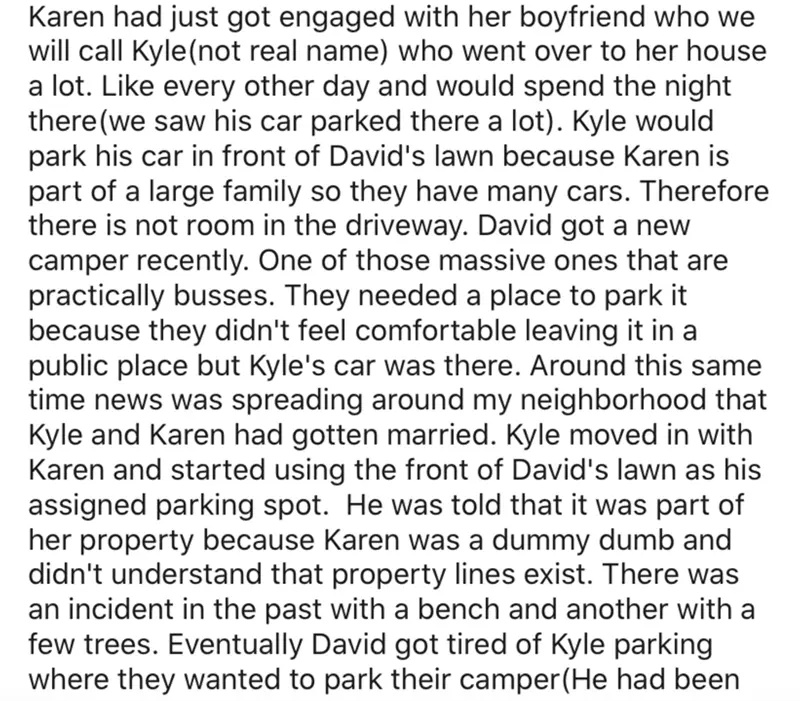 Karen had just got engaged with her boyfriend who we
will call Kyle(not real name) who went over to her house
a lot. Like every other day and would spend the night
there(we saw his car parked there a lot). Kyle would
park his car in front of David's lawn because Karen is
part of a large family so they have many cars. Therefore
there is not room in the driveway. David got a new
camper recently. One of those massive ones that are
practically busses. They needed a place to park it
because they didn't feel comfortable leaving it in a
public place but Kyle's car was there. Around this same
time news was spreading around my neighborhood that
Kyle and Karen had gotten married. Kyle moved in with
Karen and started using the front of David's lawn as his
assigned parking spot.  He was told that it was part of
her property because Karen was a dummy dumb and
didn't understand that property lines exist. There was
an incident in the past with a bench and another with a
few trees. Eventually David got tired of Kyle parking
where they wanted to park their camper(He had been